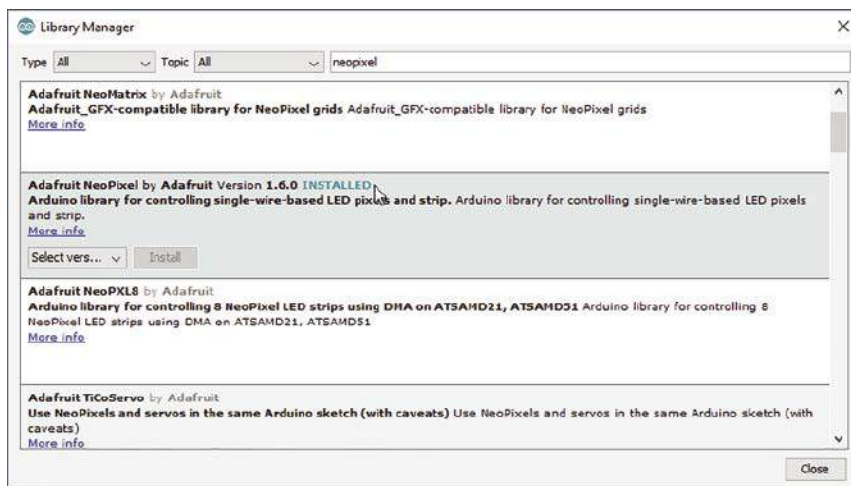 Library Manager
Type All Topic All neopixel
Adafruit NeoMatrix by Adafruit
Adafruit_GFX-compatible library for NeoPixel grids Adafruit_GFX-compatible library for NeoPixel grids
More info
Adafruit NeoPixel by Adafruit Version 1.6.0 INSTALLED
Arduino library for controlling single-wire-based LED pixels and strip. Arduino library for controlling single-wire-based LED pixels
and strip.
More info
Select vers... Install
Adafruit NeoPXL8 by Adafruit
Arduino library for controlling 8 NeoPixel LED strips using DMA on ATSAMD21, ATSAMD51 Arduino library for controlling 8
NeoPixel LED strips using DMA on ATSAMD21, ATSAMD51
More info
Adafruit TiCoServo by Adafruit
Use NeoPixels and servos in the same Arduino sketch (with caveats) Use NeoPixels and servos in the same Arduino sketch (with
caveats)
More info
Close